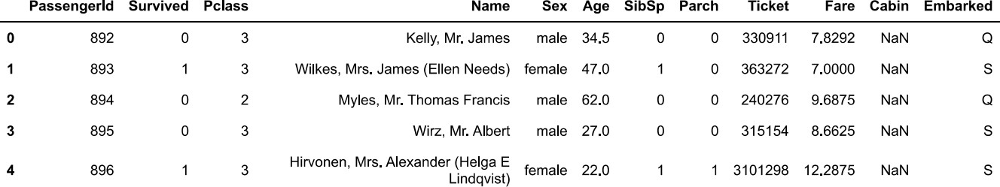 PassengerId Survived Pclass Name Sex Age SibSp Parch Ticket Fare Cabin Embarked
0 892 0 3 Kelly, Mr. James male 34.5 0 0 330911 7.8292 NaN Q
1 893 1 3 Wilkes, Mrs. James (Ellen Needs) female 47.0 1 0 363272 7.0000 NaN S
2 894 0 2 Myles, Mr. Thomas Francis male 62.0 0 0 240276 9.6875 NaN Q
3 895 0 3 Wirz, Mr. Albert male 27.0 0 0 315154 8.6625 NaN S
4 896 1 3 Hirvonen, Mrs. Alexander (Helga E
Lindqvist) female 22.0 1 1 3101298 12.2875 NaN S